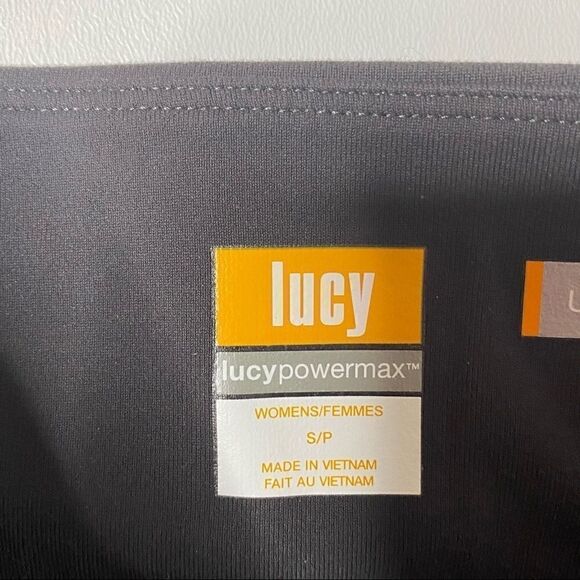 lucy
lucypowermax™
WOMENS/FEMMES
S/P
MADE IN VIETNAM
FAIT AU VIETNAM